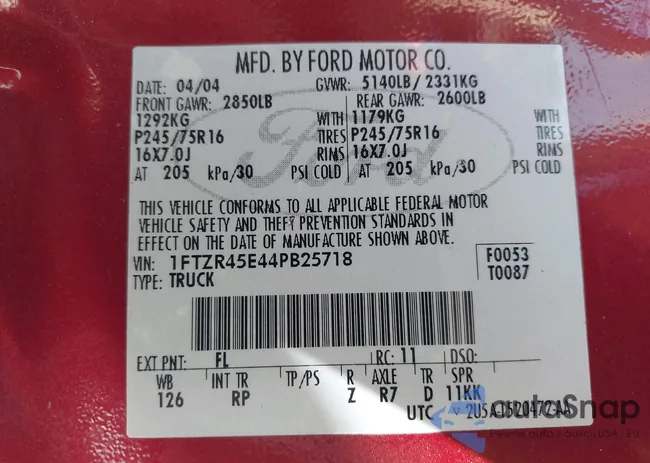 MFD. BY FORD MOTOR CO.
DATE: 04/04 GVWR: 5140LB/ 2331KG
FRONT GAWR: 2850LB REAR GAWR: 2600LB
1292KG WITH 1179KG WITH
P245/75R16 TIRES P245/75R16 TIRES
16X7.0J RIMS 16X7.0J RIMS
AT 205 kPa/30 PSI COLD AT 205 kPa/30 PSI COLD
Ford
THIS VEHICLE CONFORMS TO ALL APPLICABLE FEDERAL MOTOR
VEHICLE SAFETY AND THEFT PREVENTION STANDARDS IN
EFFECT ON THE DATE OF MANUFACTURE SHOWN ABOVE.
VIN: 1FTZR45E44PB25718 F0053
TYPE: TRUCK T0087
EXT PNT: FL RC: 11 DSO:
WB INT TR TP/PS R AXLE TR SPR
126 RP Z R7 D 11KK
UTC
autoSnap